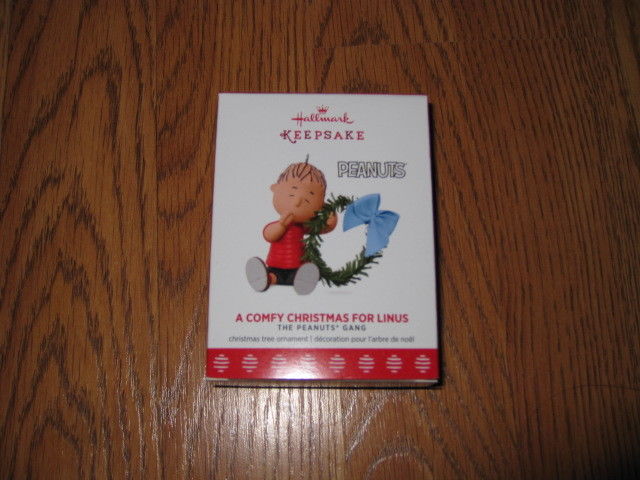 Hallmark
KEEPSAKE
PEANUTS
A COMFY CHRISTMAS FOR LINUS
THE PEANUTS® GANG
christmas tree ornament | décoration pour l'arbre de noël